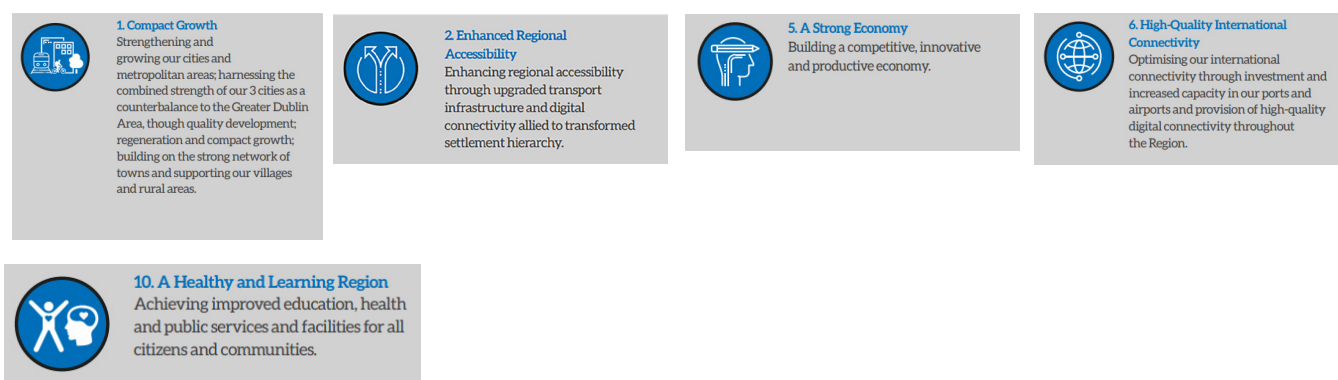 1. Compact Growth
Strengthening and
growing our cities and
metropolitan areas; harnessing the
combined strength of our 3 cities as a
counterbalance to the Greater Dublin
Area, though quality development;
regeneration and compact growth;
building on the strong network of
towns and supporting our villages
and rural areas.
2. Enhanced Regional
Accessibility
Enhancing regional accessibility
through upgraded transport
infrastructure and digital
connectivity allied to transformed
settlement hierarchy.
5. A Strong Economy
Building a competitive, innovative
and productive economy.
6. High-Quality International
Connectivity
Optimising our international
connectivity through investment and
increased capacity in our ports and
airports and provision of high-quality
digital connectivity throughout
the Region.
10. A Healthy and Learning Region
Achieving improved education, health
and public services and facilities for all
citizens and communities.